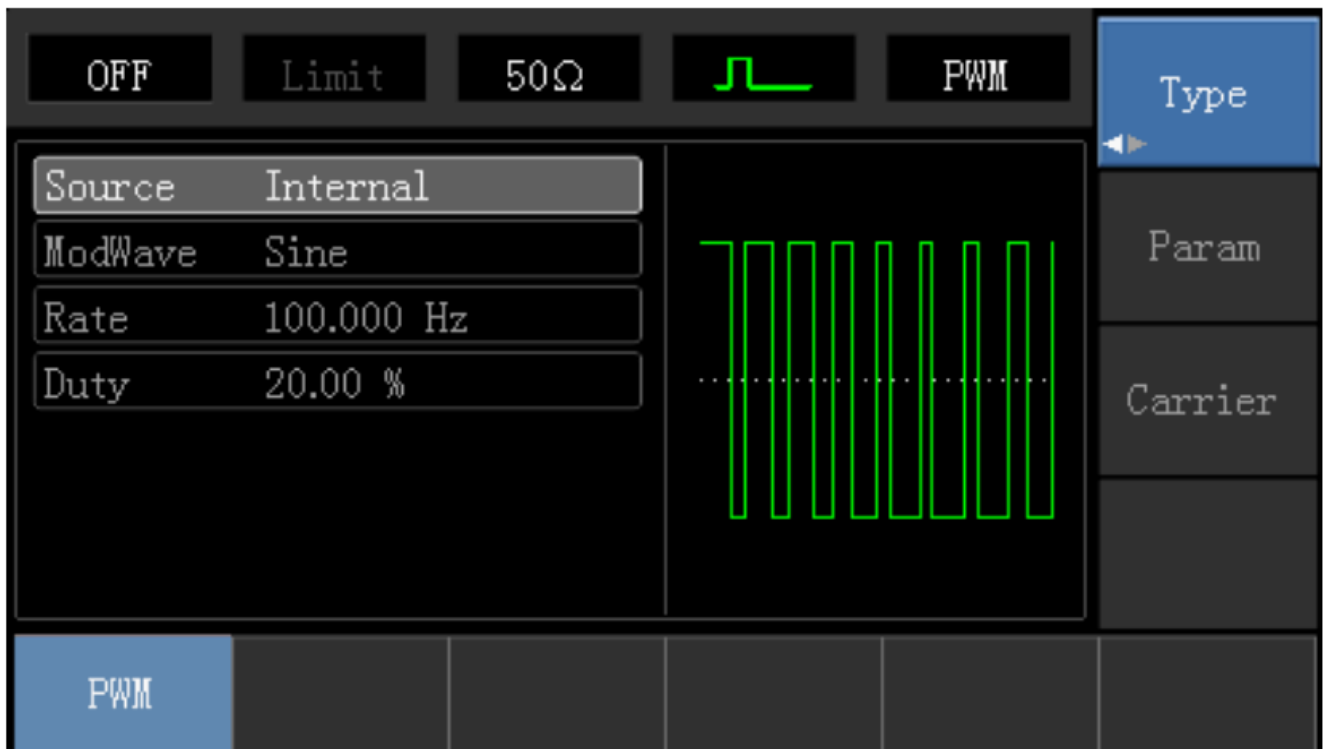 OFF Limit 50Ω PWM
Type
Source Internal
ModWave Sine
Param
Rate 100.000 Hz
Duty 20.00 %
Carrier
PWM